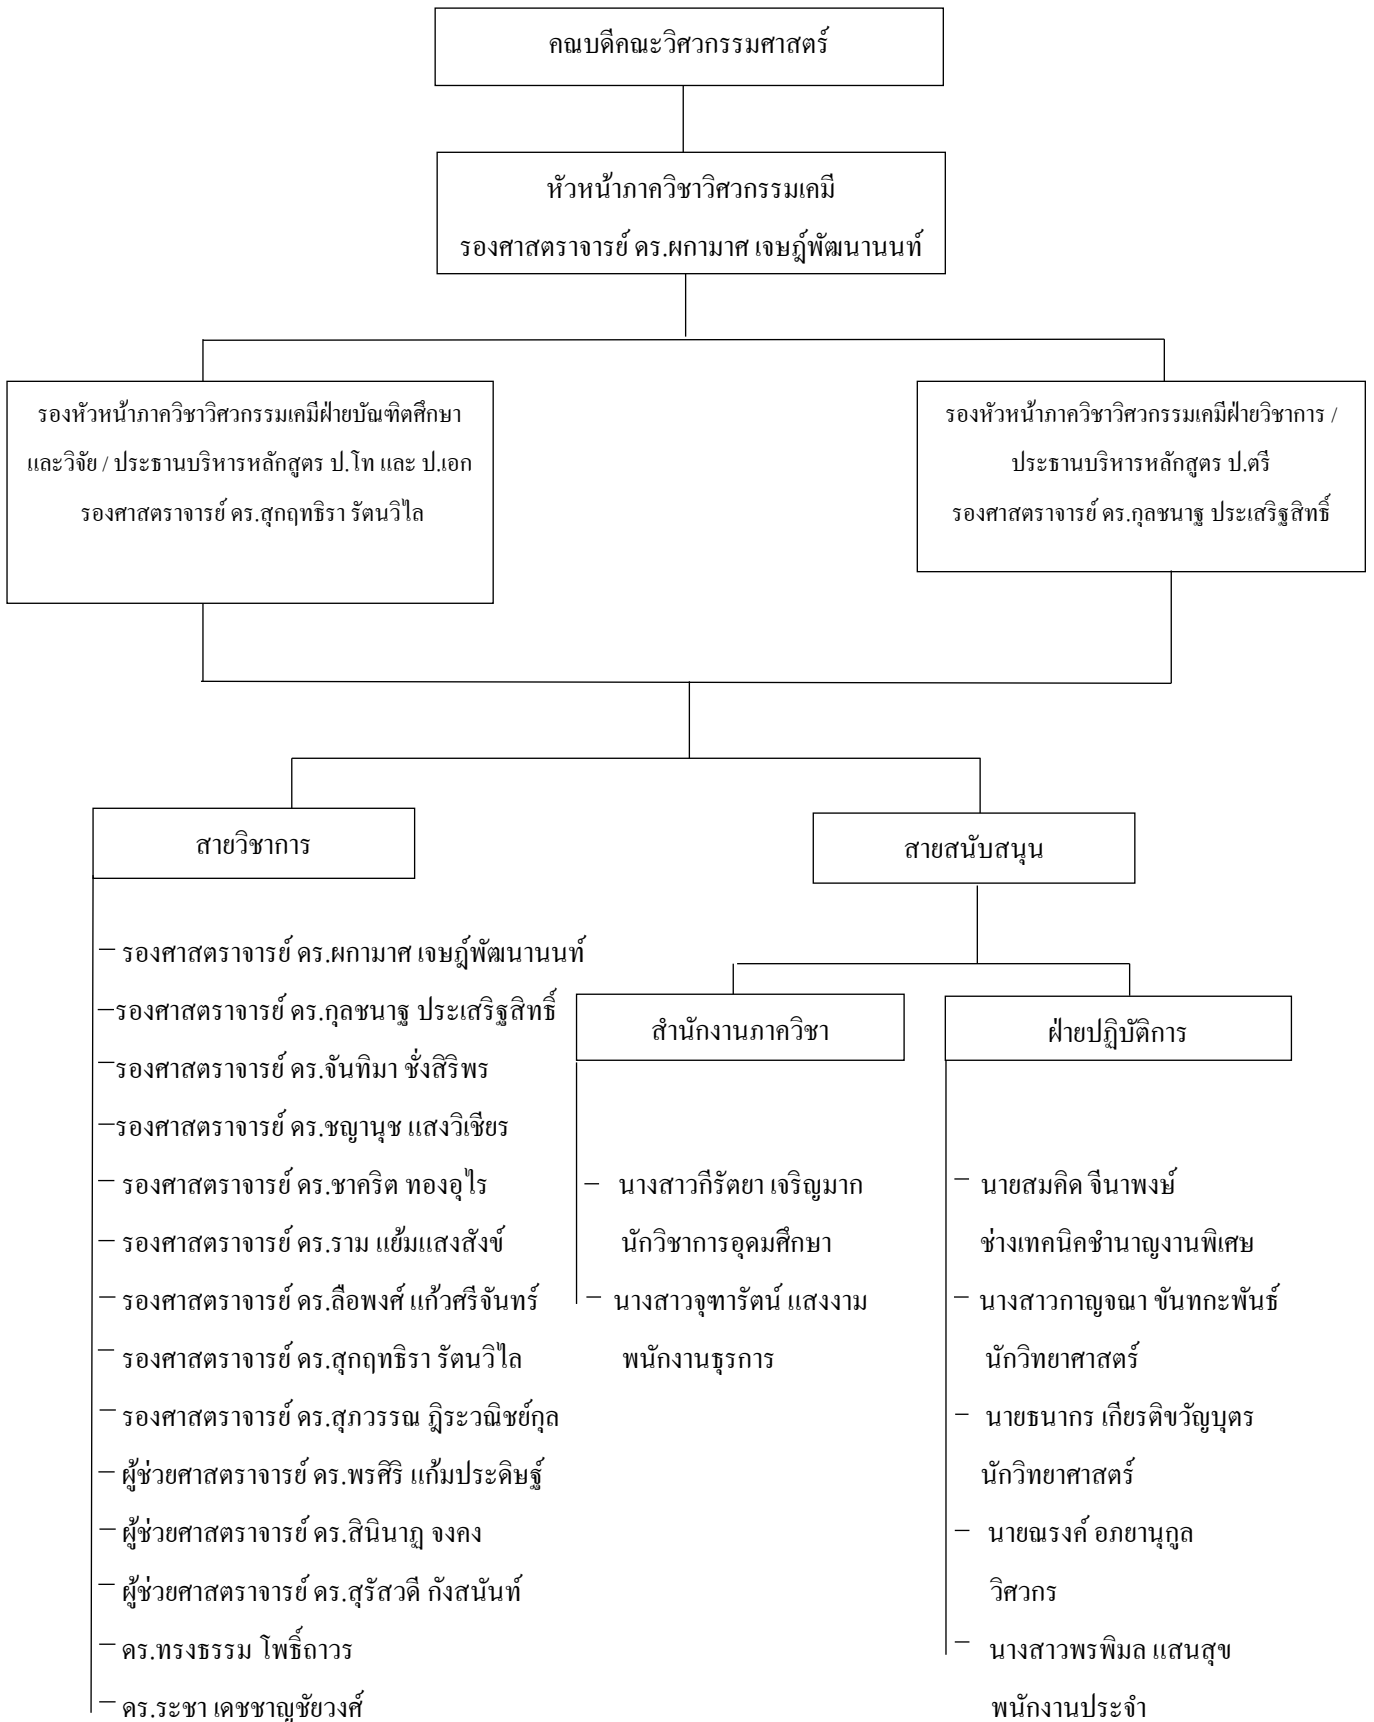 คณบดีคณะวิศวกรรมศาสตร์
หัวหน้าภาควิชาวิศวกรรมเคมี
รองศาสตราจารย์ ดร.ผกามาศ เจษฎ์พัฒนานนท์
รองหัวหน้าภาควิชาวิศวกรรมเคมีฝ่ายบัณฑิตศึกษา
และวิจัย / ประธานบริหารหลักสูตร ป.โท และ ป.เอก
รองศาสตราจารย์ ดร.สุกฤทธิรา รัตนวิไล
รองหัวหน้าภาควิชาวิศวกรรมเคมีฝ่ายวิชาการ /
ประธานบริหารหลักสูตร ป.ตรี
รองศาสตราจารย์ ดร.กุลชนาฐ ประเสริฐสิทธิ์
สายวิชาการ
รองศาสตราจารย์ ดร.ผกามาศ เจษฎ์พัฒนานนท์
รองศาสตราจารย์ ดร.กุลชนาฐ ประเสริฐสิทธิ์
รองศาสตราจารย์ ดร.จันทิมา ชั่งสิริพร
รองศาสตราจารย์ ดร.ชญานุช แสงวิเชียร
รองศาสตราจารย์ ดร.ชาคริต ทองอุไร
รองศาสตราจารย์ ดร.ราม แย้มแสงสังข์
รองศาสตราจารย์ ดร.ลือพงศ์ แก้วศรีจันทร์
รองศาสตราจารย์ ดร.สุกฤทธิรา รัตนวิไล
รองศาสตราจารย์ ดร.สุภวรรณ ฎิระวณิชย์กุล
ผู้ช่วยศาสตราจารย์ ดร.พรศิริ แก้มประดิษฐ์
ผู้ช่วยศาสตราจารย์ ดร.สินินาฏ จงคง
ผู้ช่วยศาสตราจารย์ ดร.สุรัสวดี กังสนันท์
ดร.ทรงธรรม โพธิ์ถาวร
ดร.ระชา เดชชาญชัยวงศ์
สายสนับสนุน
สำนักงานภาควิชา
นางสาวกีรัตยา เจริญมาก
นักวิชาการอุดมศึกษา
นางสาวจุฑารัตน์ แสงงาม
พนักงานธุรการ
ฝ่ายปฏิบัติการ
นายสมคิด จีนาพงษ์
ช่างเทคนิคชำนาญงานพิเศษ
นางสาวกาญจณา ขันทกะพันธ์
นักวิทยาศาสตร์
นายธนากร เกียรติขวัญบุตร
นักวิทยาศาสตร์
นายณรงค์ อภยานุกูล
วิศวกร
นางสาวพรพิมล แสนสุข
พนักงานประจำ